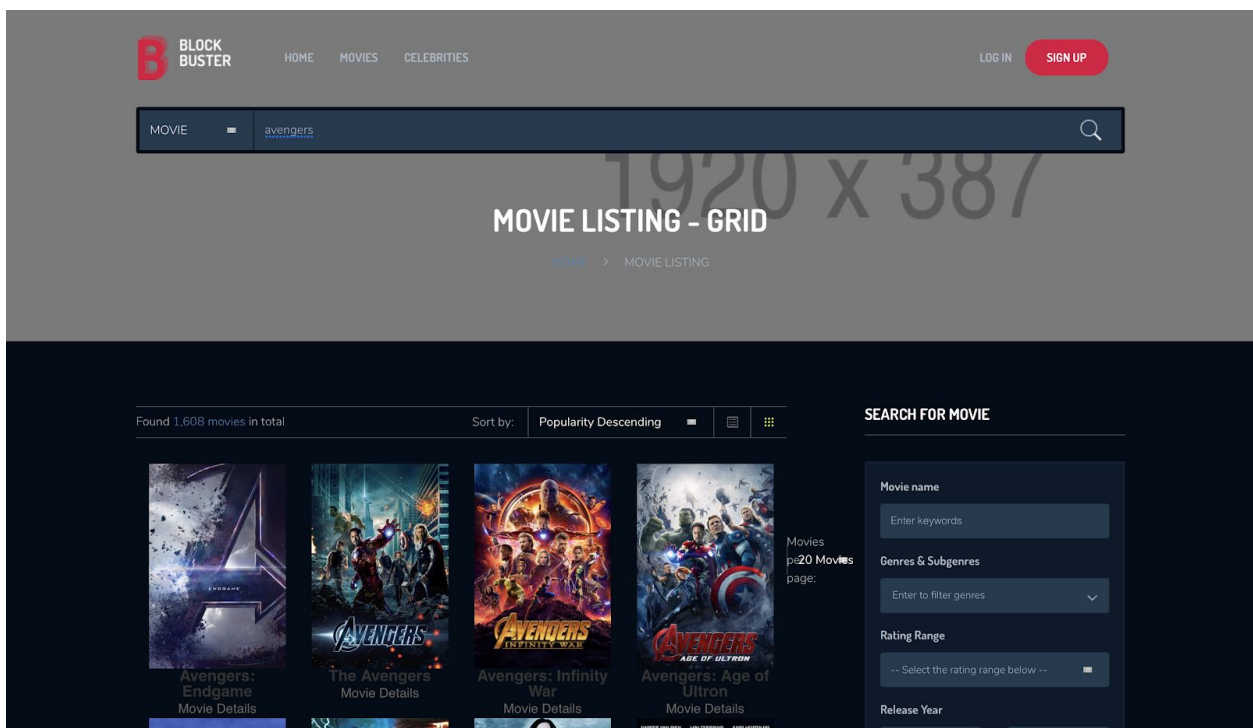 BLOCK
BUSTER
HOME MOVIES CELEBRITIES
LOG IN SIGN UP
MOVIE avengers
1920 x 387
MOVIE LISTING - GRID
> MOVIE LISTING
Found 1,608 movies in total
Sort by: Popularity Descending
SEARCH FOR MOVIE
ENDGAME
AVENGERS
AVENGERS
INFINITY WAR
AVENGERS
AGE OF ULTRON
Avengers:
Endgame
Movie Details
The Avengers
Movie Details
Avengers: Infinity
War
Movie Details
Avengers: Age of
Ultron
Movie Details
Movies
per 20 Movies
page:
Movie name
Enter keywords
Genres & Subgenres
Enter to filter genres
Rating Range
-- Select the rating range below --
Release Year